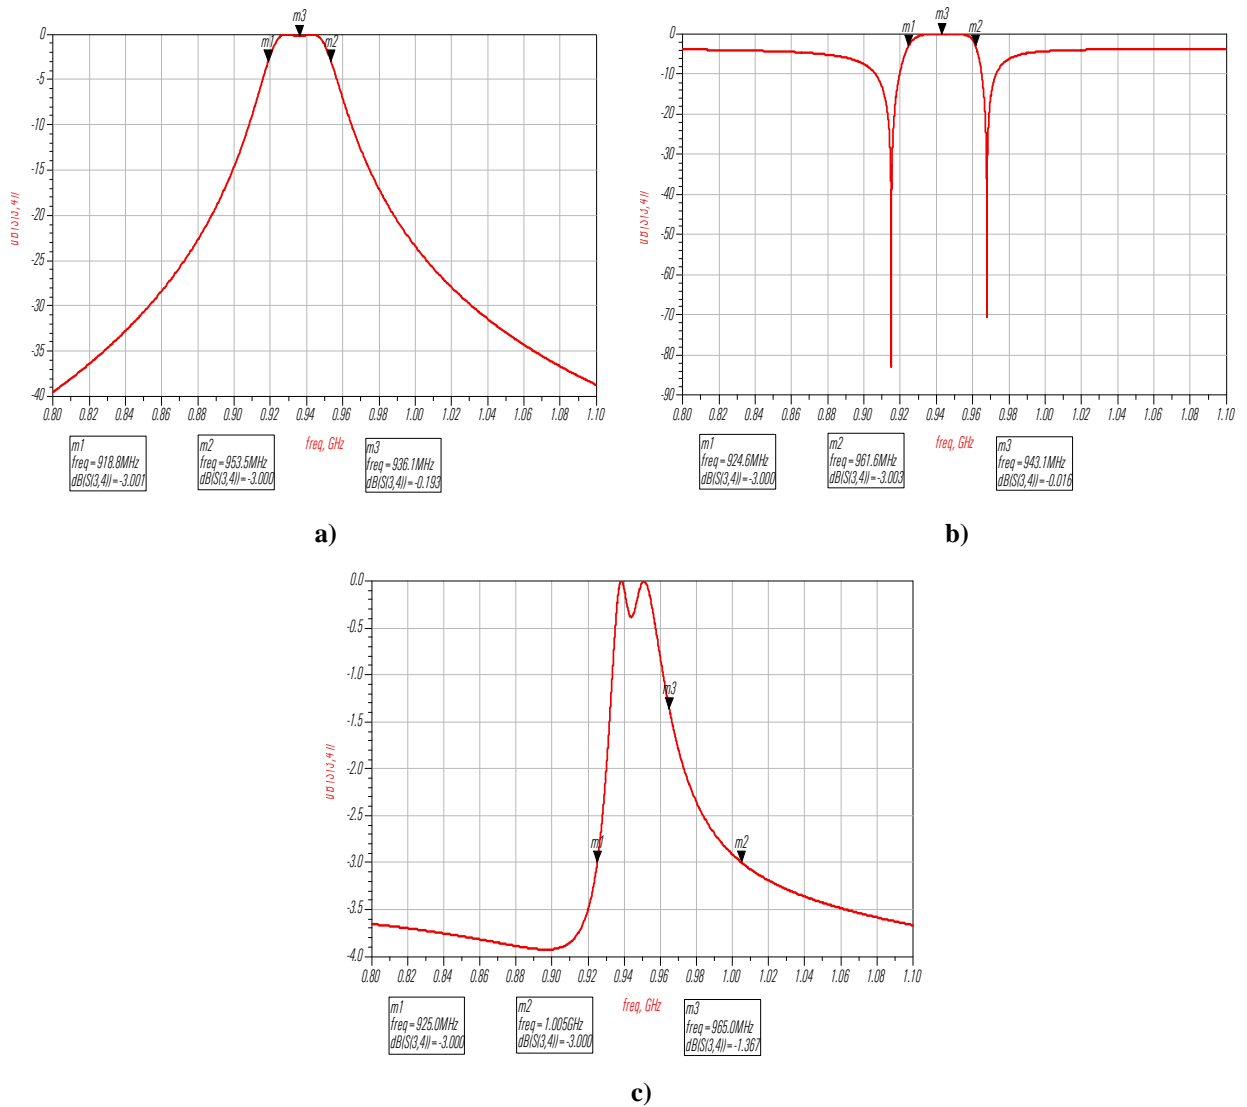 m3
m1
m2
0
-5
-10
-15
-20
-25
-30
-35
-40
0.80 0.82 0.84 0.86 0.88 0.90 0.92 0.94 0.96 0.98 1.00 1.02 1.04 1.06 1.08 1.10
freq, GHz
m1
freq = 918.8MHz
dB(S(3,4)) = -3.001
m2
freq = 953.5MHz
dB(S(3,4)) = -3.000
m3
freq = 936.1MHz
dB(S(3,4)) = -0.193
a)
m3
m1
m2
0
-10
-20
-30
-40
-50
-60
-70
-80
-90
0.80 0.82 0.84 0.86 0.88 0.90 0.92 0.94 0.96 0.98 1.00 1.02 1.04 1.06 1.08 1.10
freq, GHz
m1
freq = 924.6MHz
dB(S(3,4)) = -3.000
m2
freq = 961.6MHz
dB(S(3,4)) = -3.003
m3
freq = 943.1MHz
dB(S(3,4)) = -0.016
b)
0.0
-0.5
-1.0
-1.5
-2.0
-2.5
-3.0
-3.5
-4.0
m3
m1
m2
0.80 0.82 0.84 0.86 0.88 0.90 0.92 0.94 0.96 0.98 1.00 1.02 1.04 1.06 1.08 1.10
freq, GHz
m1
freq = 925.0MHz
dB(S(3,4)) = -3.000
m2
freq = 1.005GHz
dB(S(3,4)) = -3.000
m3
freq = 965.0MHz
dB(S(3,4)) = -1.367
c)